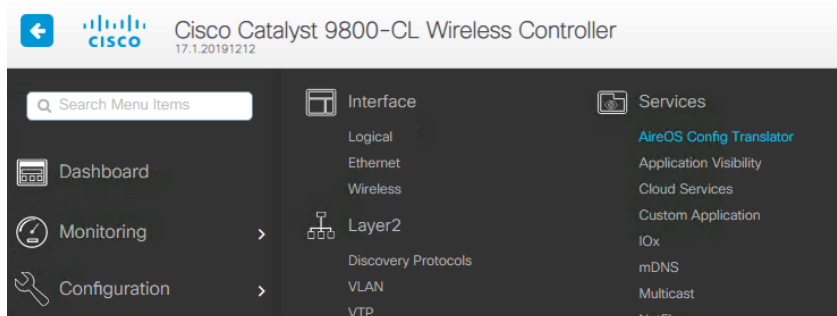 CISCO
Cisco Catalyst 9800-CL Wireless Controller
17.1.20191212
Search Menu Items
Dashboard
Monitoring
Configuration
Interface
Logical
Ethernet
Wireless
Layer2
Discovery Protocols
VLAN
VTP
Services
AireOS Config Translator
Application Visibility
Cloud Services
Custom Application
IOx
mDNS
Multicast